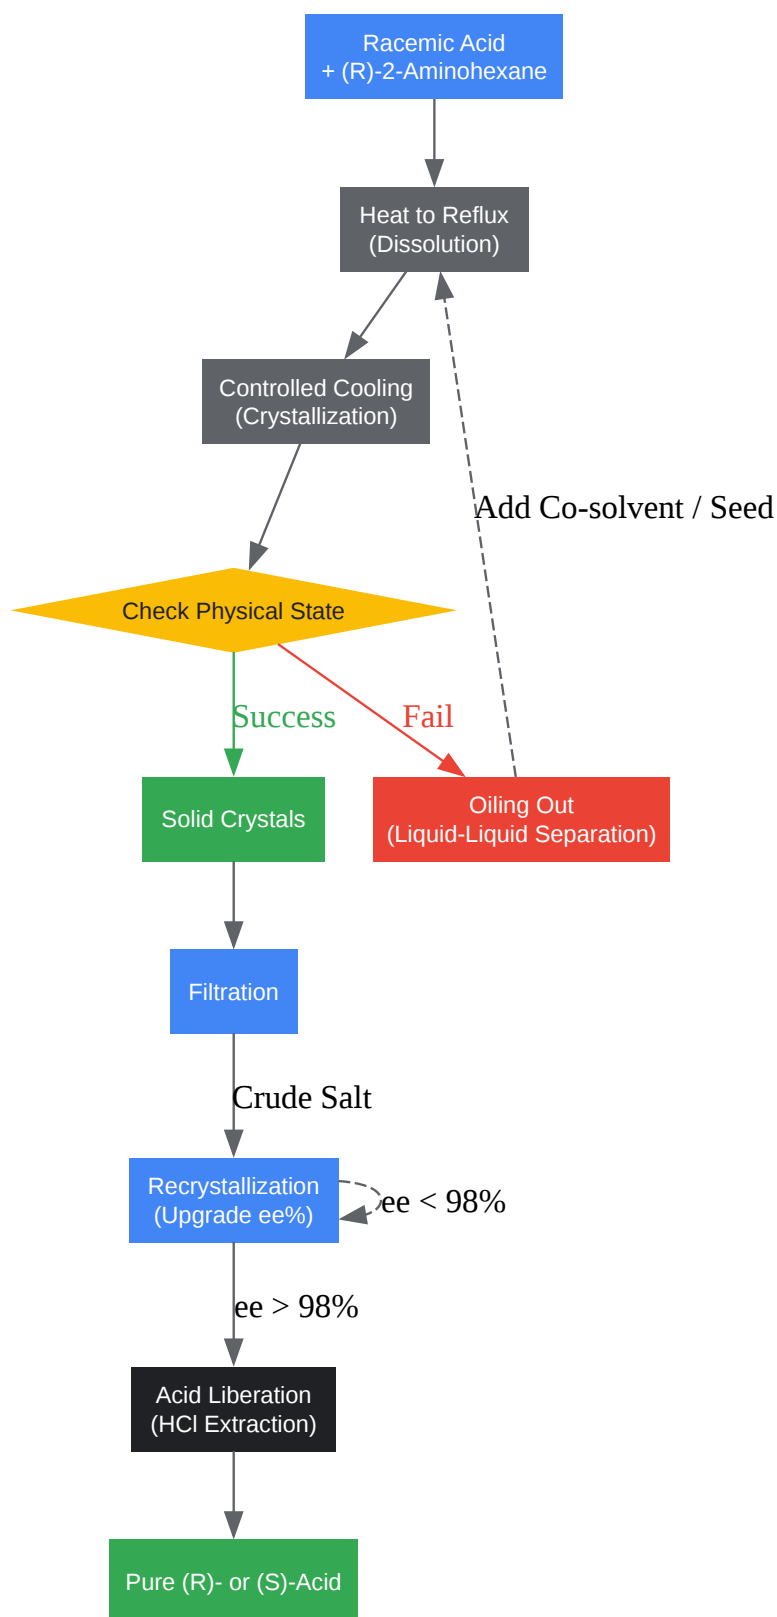 Racemic Acid
+ (R)-2-Aminohexane
Heat to Reflux
(Dissolution)
Controlled Cooling
(Crystallization)
Add Co-solvent / Seed
Check Physical State
Success
Fail
Solid Crystals
Oiling Out
(Liquid-Liquid Separation)
Filtration
Crude Salt
Recrystallization
(Upgrade ee%)
ee < 98%
ee > 98%
Acid Liberation
(HCl Extraction)
Pure (R)- or (S)-Acid